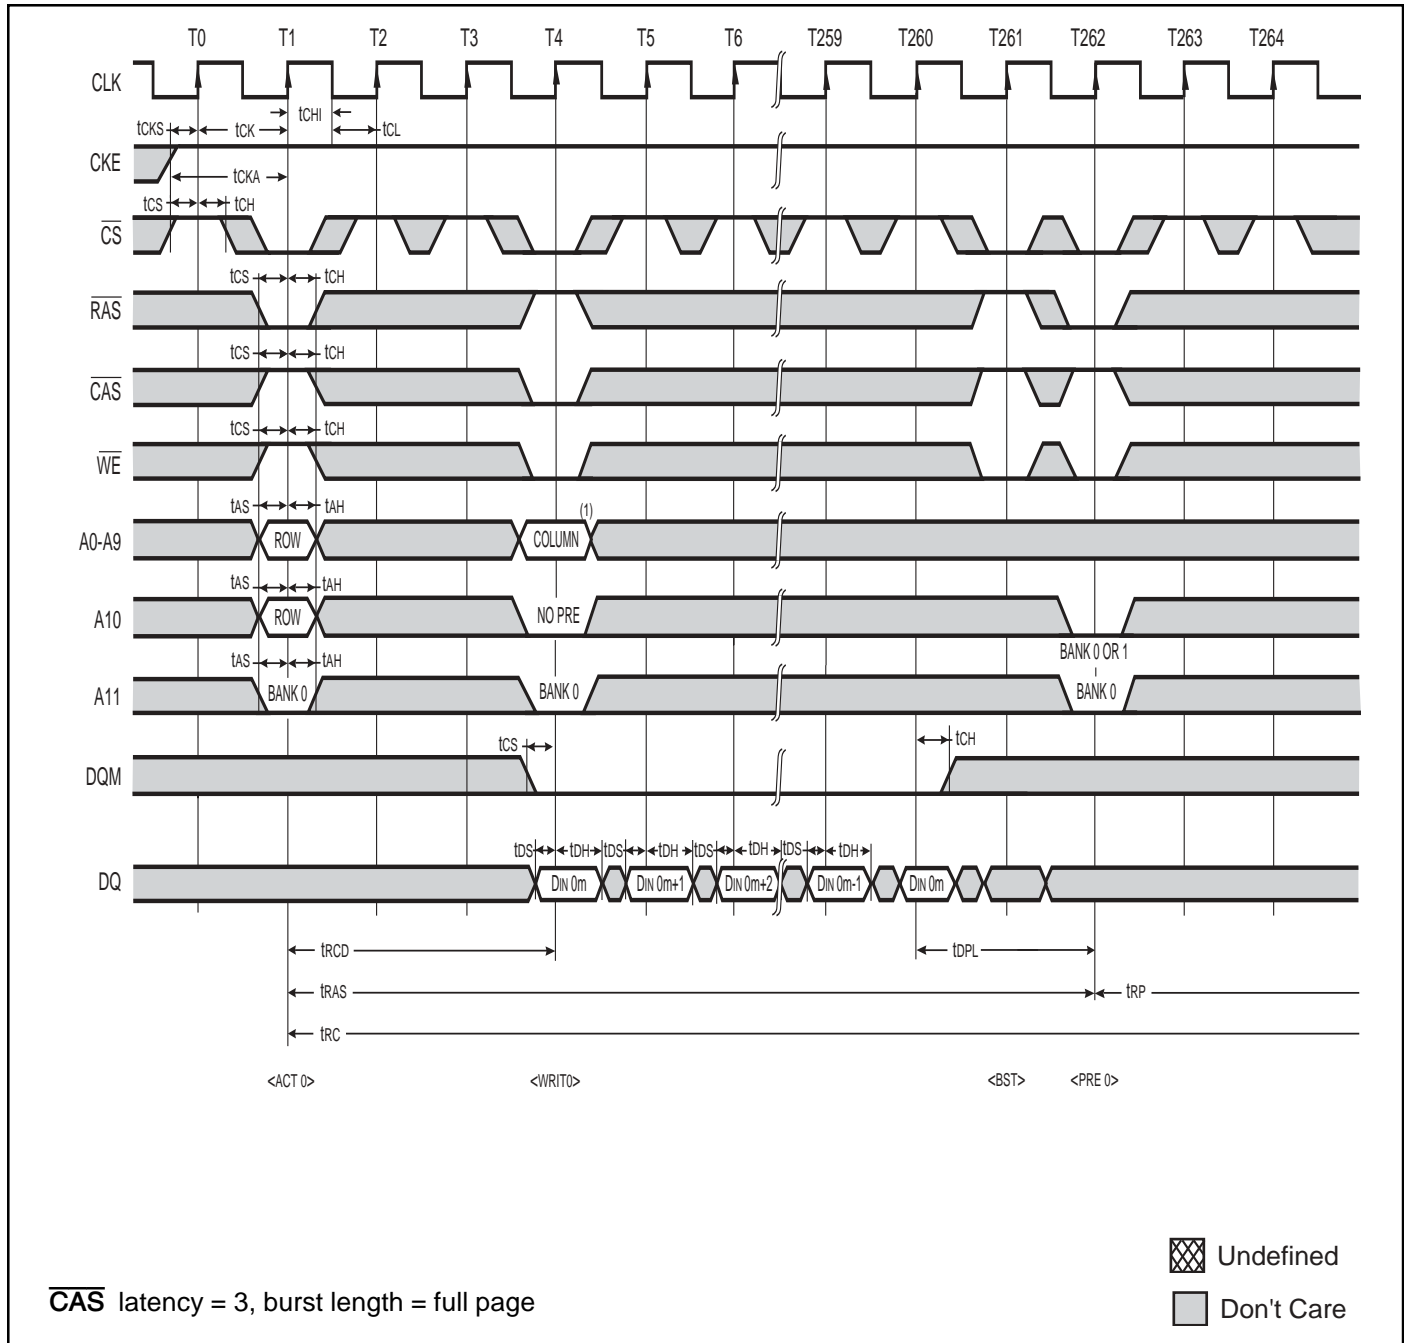 T0 T1 T2 T3 T4 T5 T6 T259 T260 T261 T262 T263 T264
CLK
tCHI
tCKS tCK tCL
CKE
tCKA
tCS tCH
CS
tCS tCH
RAS
tCS tCH
CAS
tCS tCH
WE
tAS tAH (1)
A0-A9 ROW COLUMN
tAS tAH
A10 ROW NO PRE
BANK 0 OR 1
tAS tAH
A11 BANK 0 BANK 0 BANK 0
tCS tCH
DQM
tDS tDH tDS tDH tDS tDH tDS tDH
DQ DIN 0m DIN 0m+1 DIN 0m+2 DIN 0m-1 DIN 0m
tRCD tDPL
tRAS tRP
tRC
<ACT 0> <WRIT0> <BST> <PRE 0>
Undefined
CAS latency = 3, burst length = full page
Don't Care